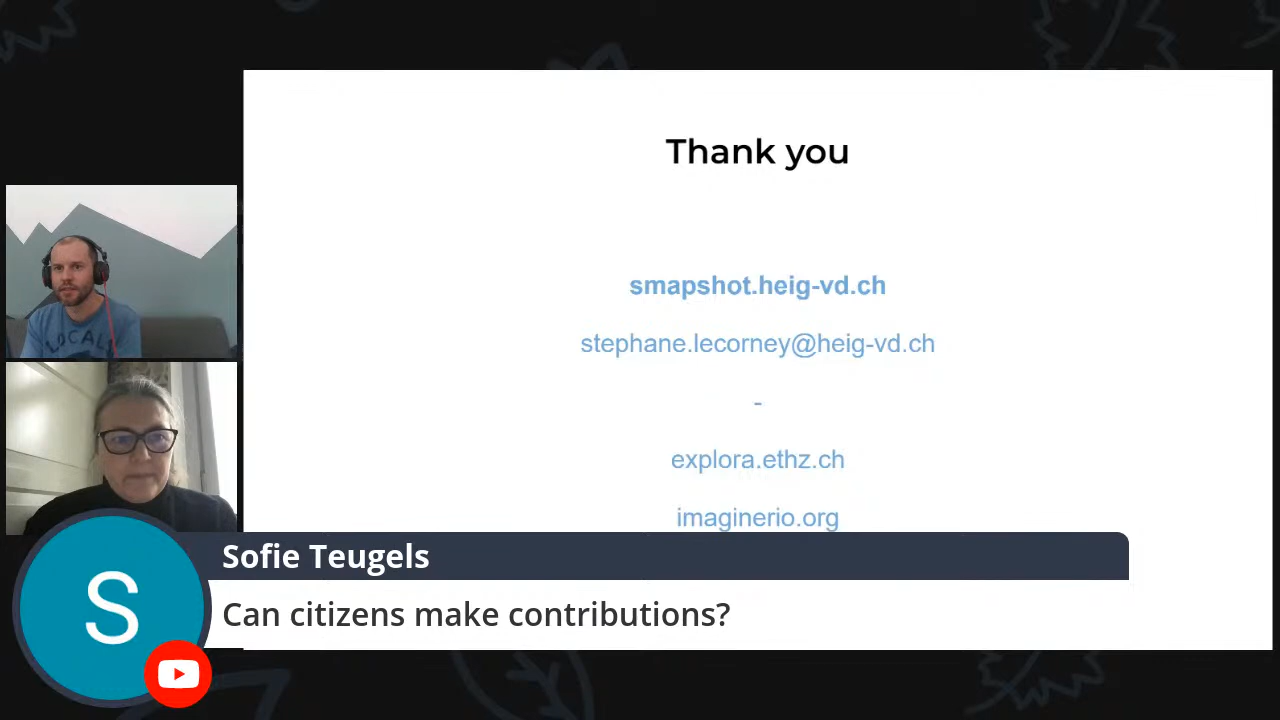 Thank you
smapshot.heig-vd.ch
stephane.lecorney@heig-vd.ch
-
explora.ethz.ch
imaginerio.org
LOCALS
S
Sofie Teugels
Can citizens make contributions?